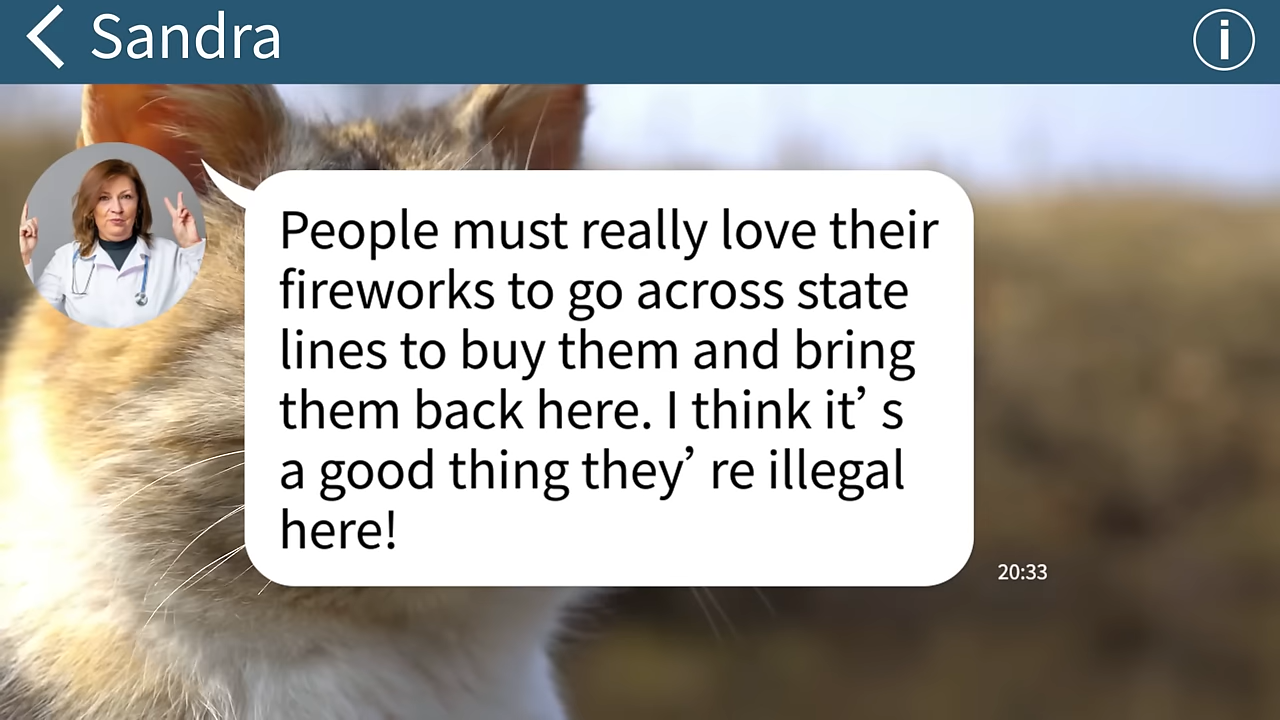 Sandra
People must really love their
fireworks to go across state
lines to buy them and bring
them back here. I think it’ s
a good thing they’ re illegal
here!
20:33